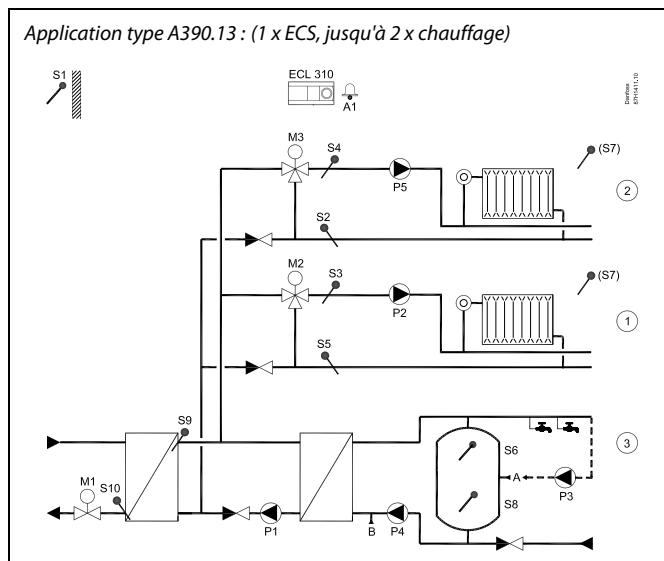 Application type A390.13 : (1 x ECS, jusqu'à 2 x chauffage)
S1
ECL 310
A1
Danfoss
87H1411.10
M3
S4
P5
(S7)
2
S2
M2
S3
P2
(S7)
1
S5
S9
S6
3
M1
S10
A
P3
S8
P1
B
P4